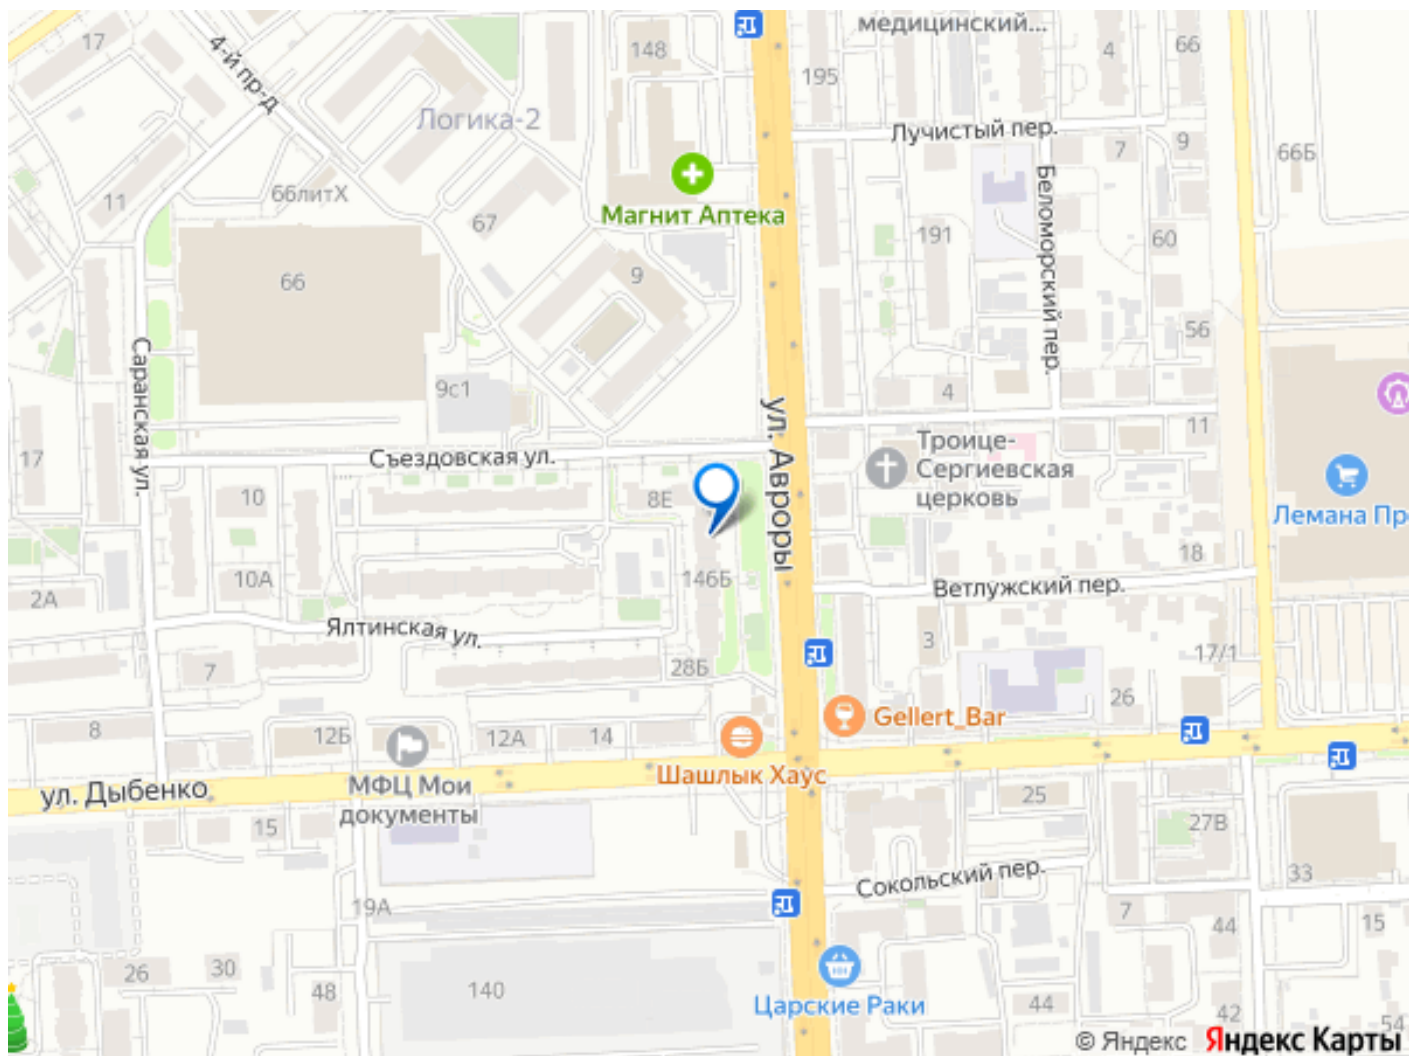 медицинский...
17
148
4
66
195
4-й пр-д
Логика-2
Лучистый пер.
7
9
66Б
Магнит Аптека
66литХ
11
67
Беломорский пер.
191
60
66
9
56
Саранская ул.
9с1
ул. Авроры
4
11
17
Съездовская ул.
Троице-
Сергиевская
церковь
10
8Е
Лемана Пр
18
10А
146Б
Ветлужский пер.
2А
Ялтинская ул.
3
17/1
7
28Б
26
Gellert_Bar
8
12Б
12А
14
Шашлык Хаус
ул. Дыбенко
МФЦ Мои
документы
15
25
27В
Сокольский пер.
33
19А
7
44
15
26
30
48
140
Царские Раки
44
42
54
© Яндекс Яндекс Карты